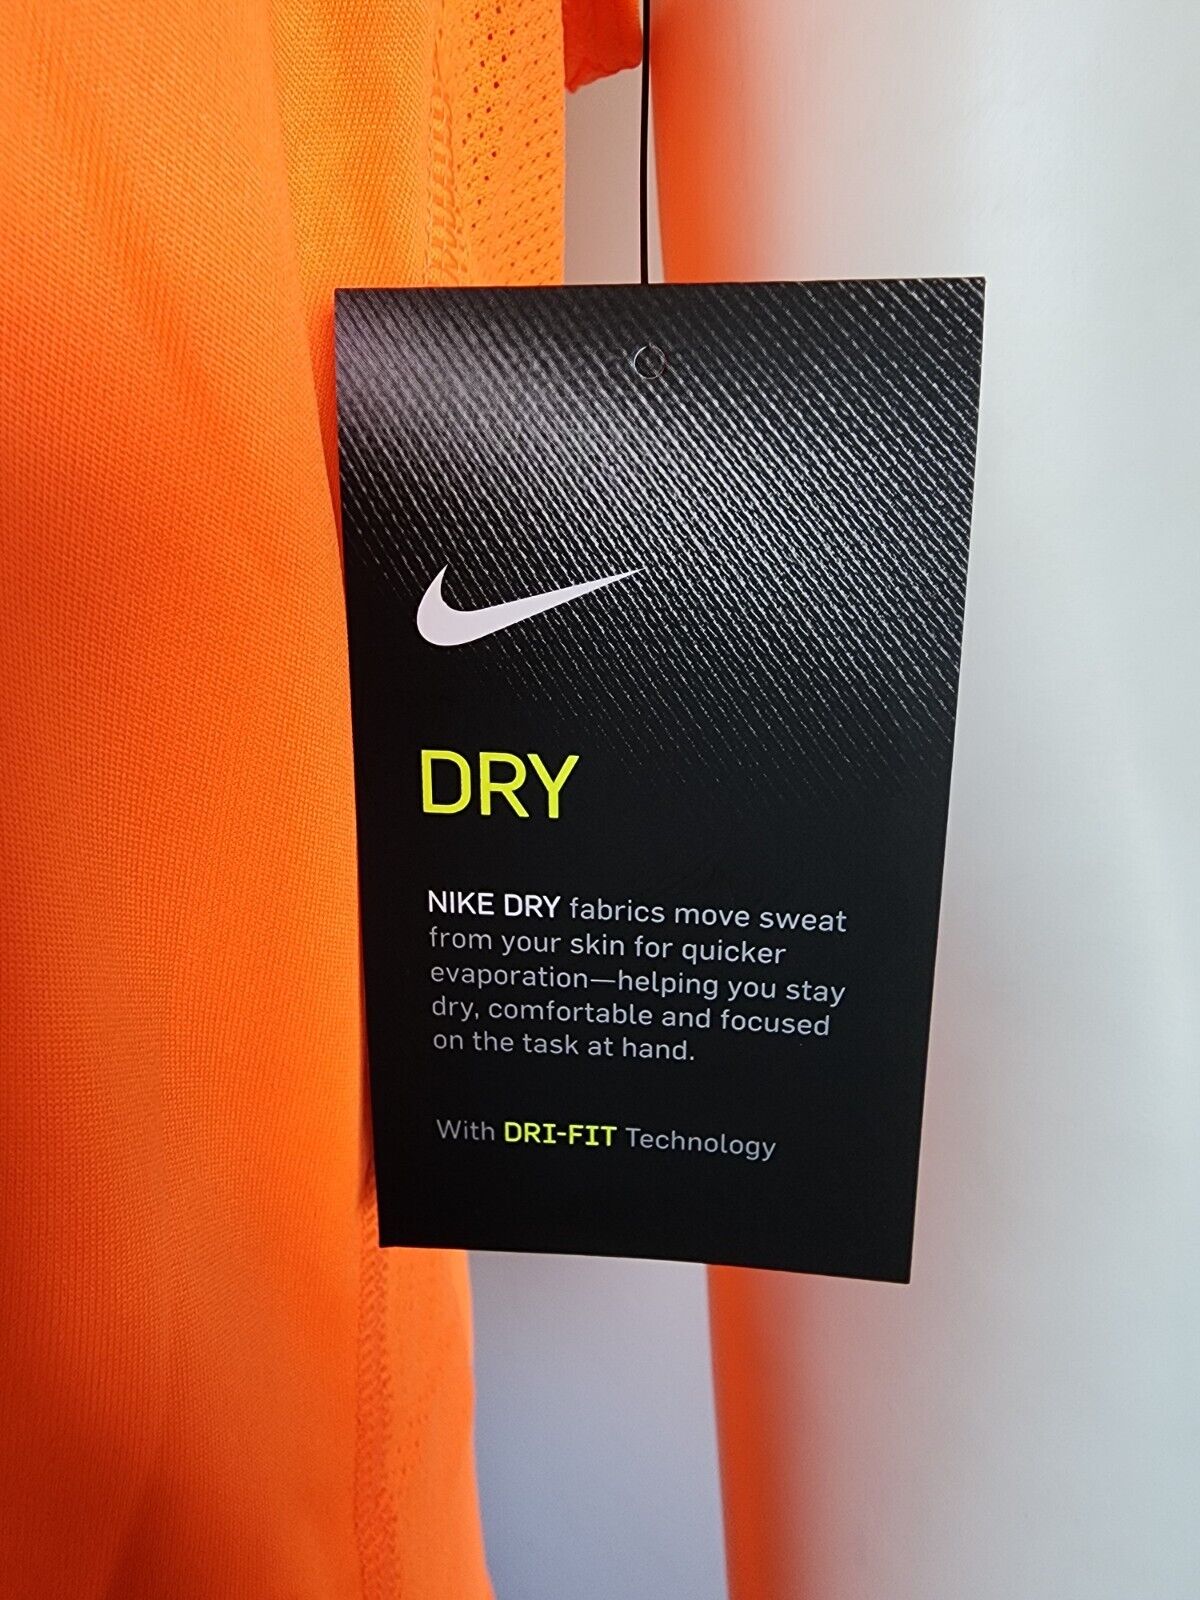 DRY
NIKE DRY fabrics move sweat
from your skin for quicker
evaporation—helping you stay
dry, comfortable and focused
on the task at hand.
With DRI-FIT Technology